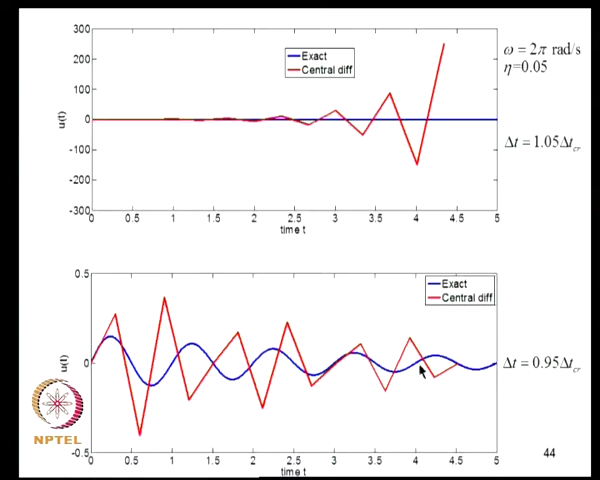 300
200
100
0
-100
-200
-300
u(t)
Exact
Central diff
0 0.5 1 1.5 2 2.5 3 3.5 4 4.5 5
time t
ω = 2π rad/s
η=0.05
Δt = 1.05Δt_cr
0.5
0
-0.5
u(t)
Exact
Central diff
0 0.5 1 1.5 2 2.5 3 3.5 4 4.5 5
time t
Δt = 0.95Δt_cr
NPTEL
44